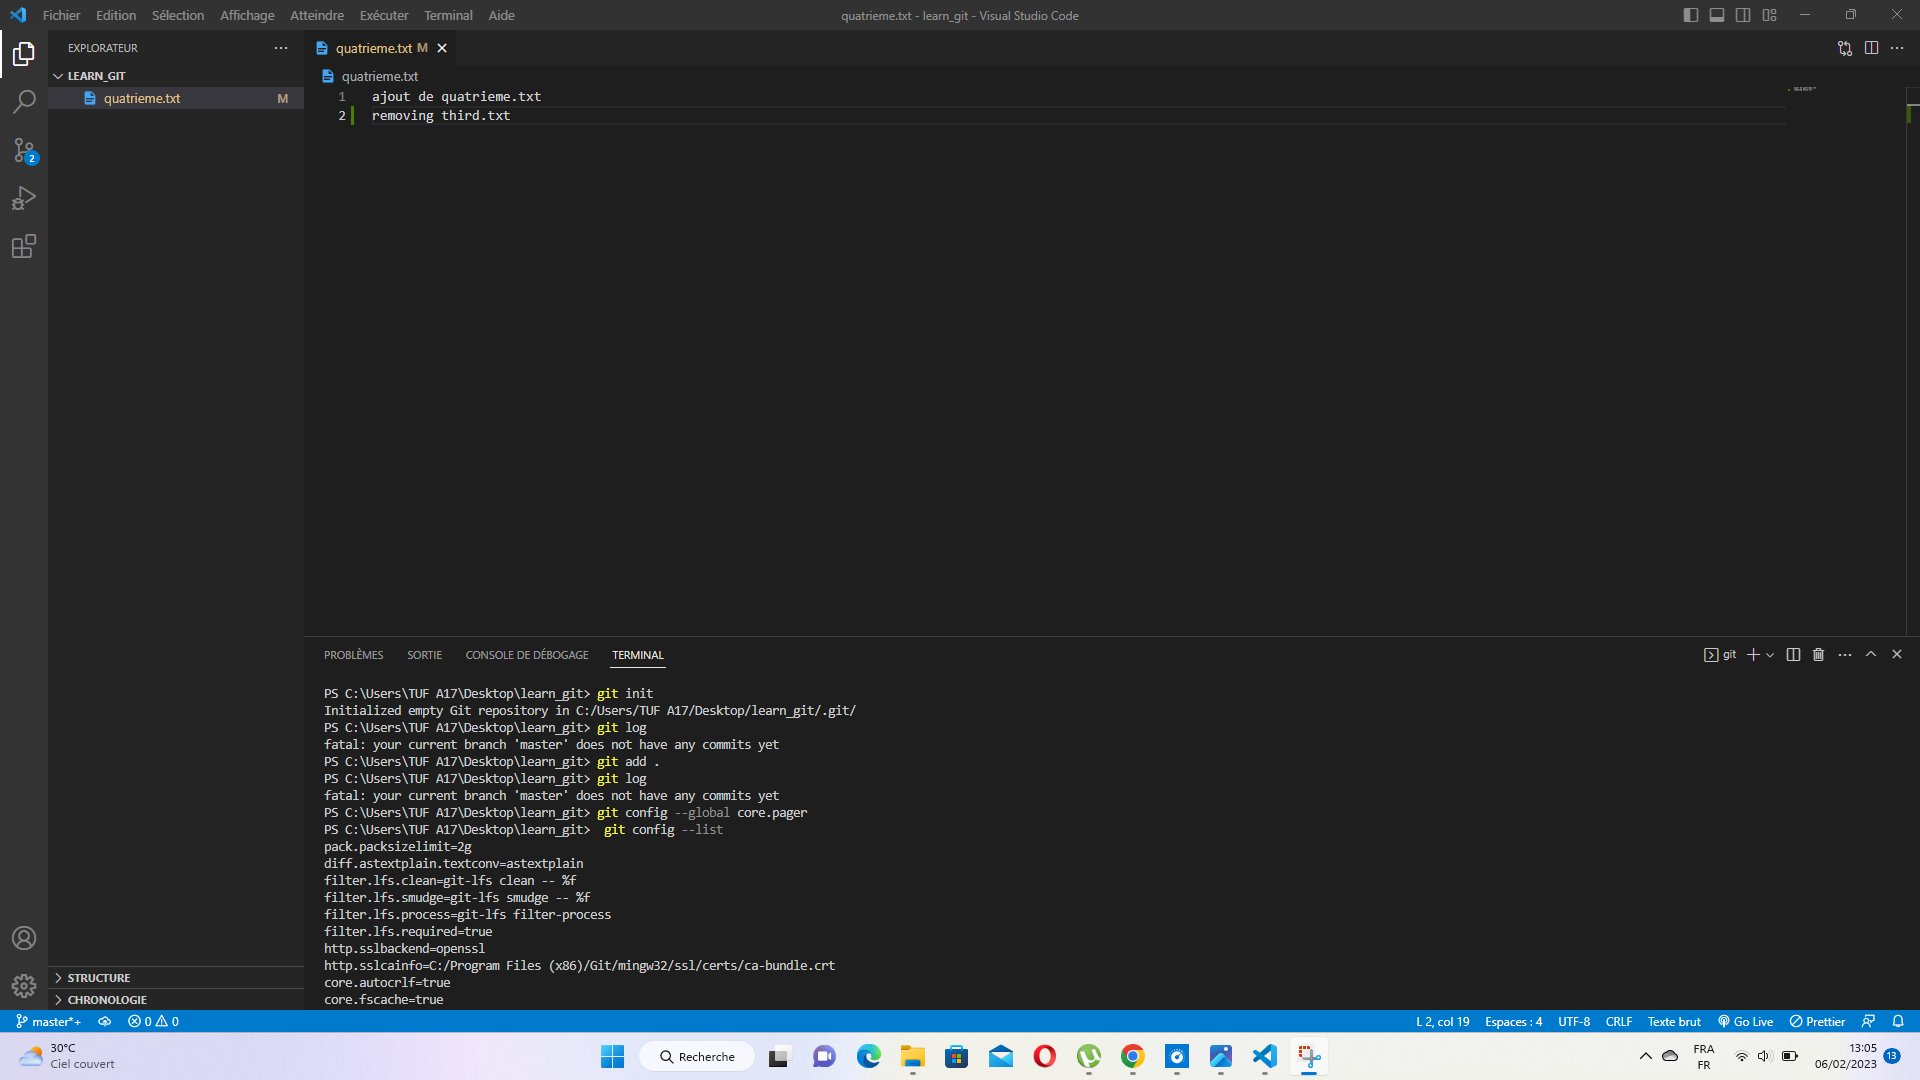 Fichier Edition Sélection Affichage Atteindre Exécuter Terminal Aide
quatrieme.txt - learn_git - Visual Studio Code
EXPLORATEUR
LEARN_GIT
quatrieme.txt M
2
STRUCTURE
CHRONOLOGIE
quatrieme.txt M
quatrieme.txt
1 ajout de quatrieme.txt
2 removing third.txt
PROBLÈMES SORTIE CONSOLE DE DÉBOGAGE TERMINAL
git
PS C:\Users\TUF A17\Desktop\learn_git> git init
Initialized empty Git repository in C:/Users/TUF A17/Desktop/learn_git/.git/
PS C:\Users\TUF A17\Desktop\learn_git> git log
fatal: your current branch 'master' does not have any commits yet
PS C:\Users\TUF A17\Desktop\learn_git> git add .
PS C:\Users\TUF A17\Desktop\learn_git> git log
fatal: your current branch 'master' does not have any commits yet
PS C:\Users\TUF A17\Desktop\learn_git> git config --global core.pager
PS C:\Users\TUF A17\Desktop\learn_git>  git config --list
pack.packsizelimit=2g
diff.astextplain.textconv=astextplain
filter.lfs.clean=git-lfs clean -- %f
filter.lfs.smudge=git-lfs smudge -- %f
filter.lfs.process=git-lfs filter-process
filter.lfs.required=true
http.sslbackend=openssl
http.sslcainfo=C:/Program Files (x86)/Git/mingw32/ssl/certs/ca-bundle.crt
core.autocrlf=true
core.fscache=true
master*+ 0 0
L 2, col 19 Espaces : 4 UTF-8 CRLF Texte brut Go Live Prettier
30°C
Ciel couvert
Recherche
FRA
FR
13:05
06/02/2023
13